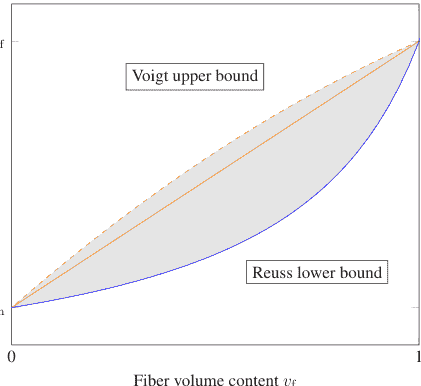 f
Voigt upper bound
Reuss lower bound
0
1
Fiber volume content vf